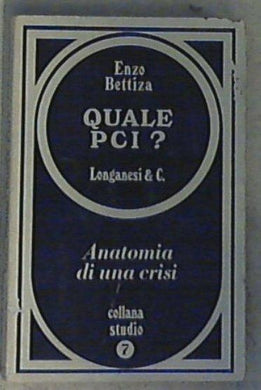 Enzo
Bettiza
QUALE
PCI ?
Longanesi & C.
Anatomia
di una crisi
collana
studio
7